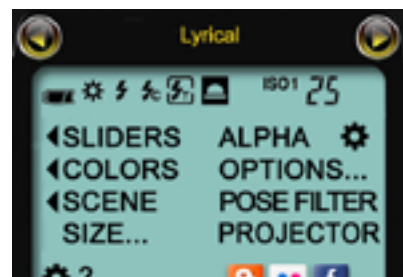 Lyrical
ISO1 25
SLIDERS ALPHA
COLORS OPTIONS...
SCENE POSE FILTER
SIZE... PROJECTOR
2